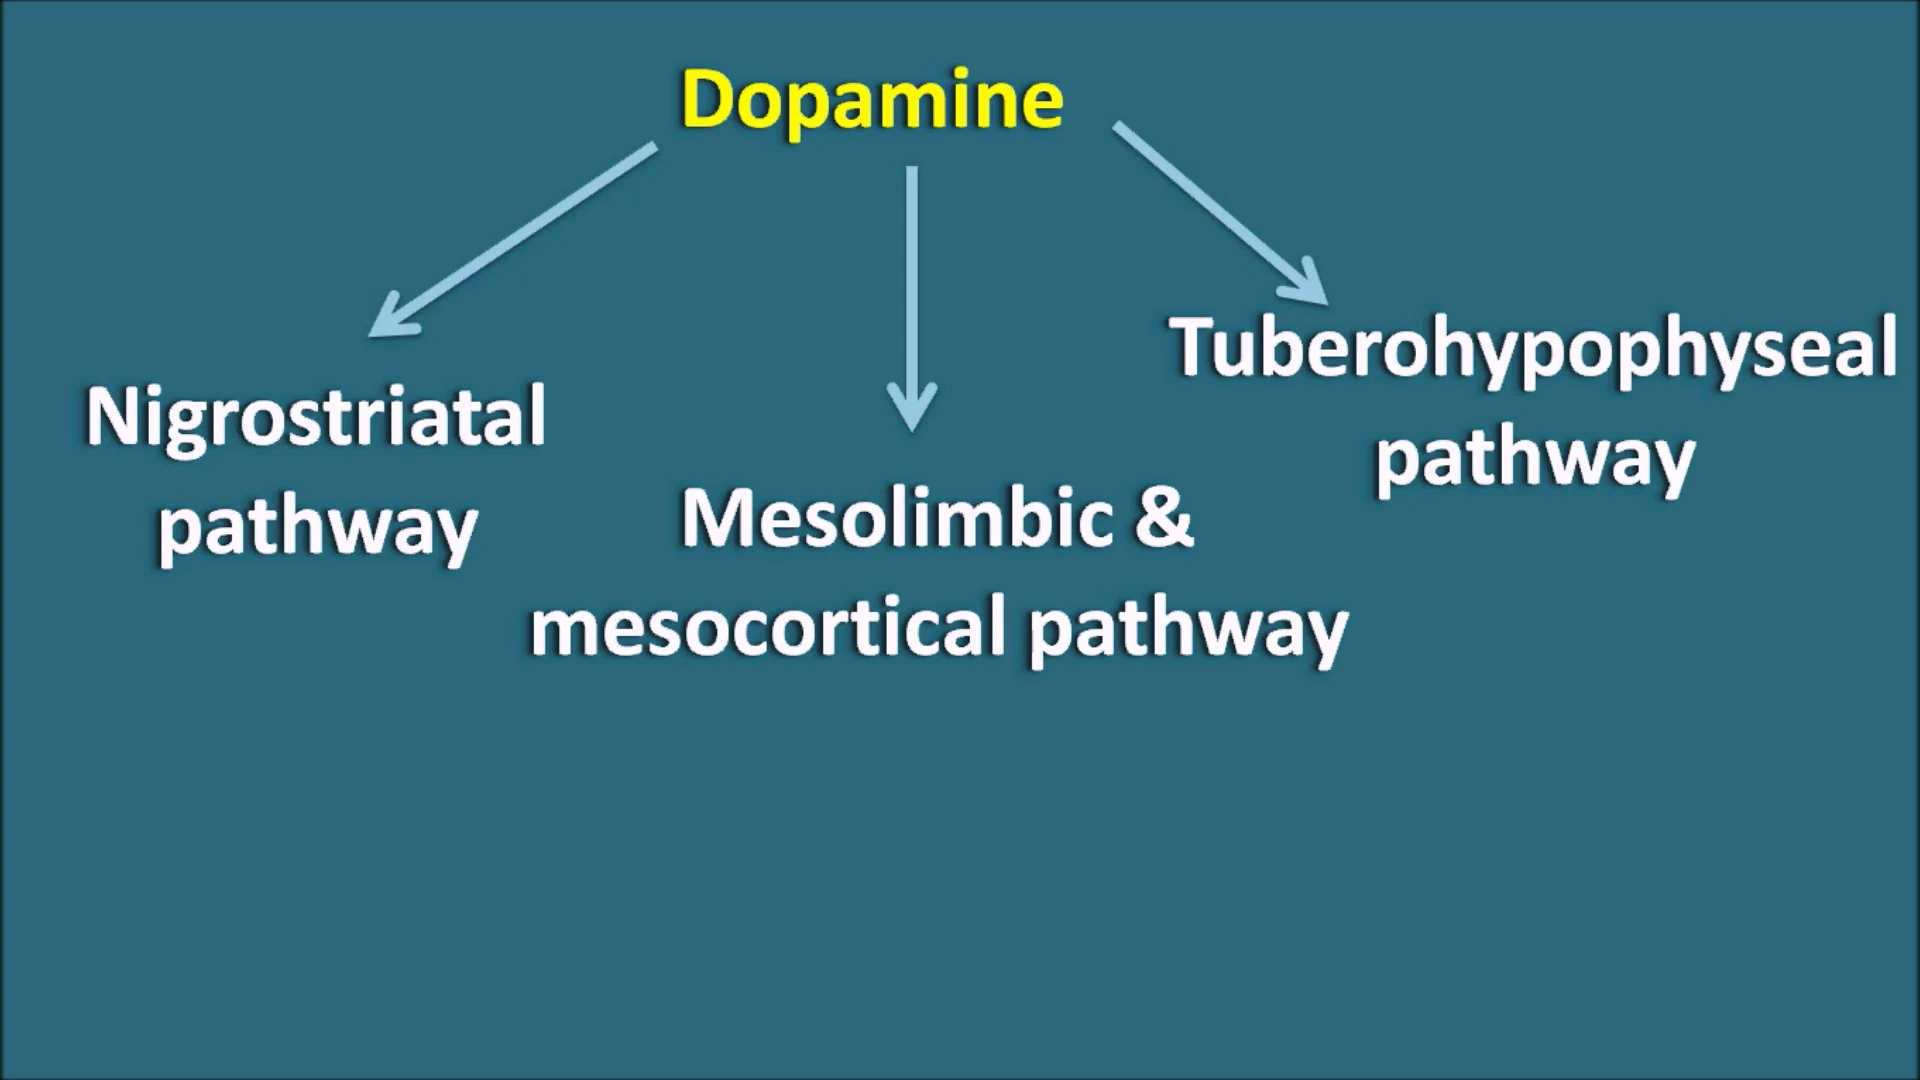 Dopamine
Nigrostriatal
pathway
Mesolimbic &
mesocortical pathway
Tuberohypophyseal
pathway